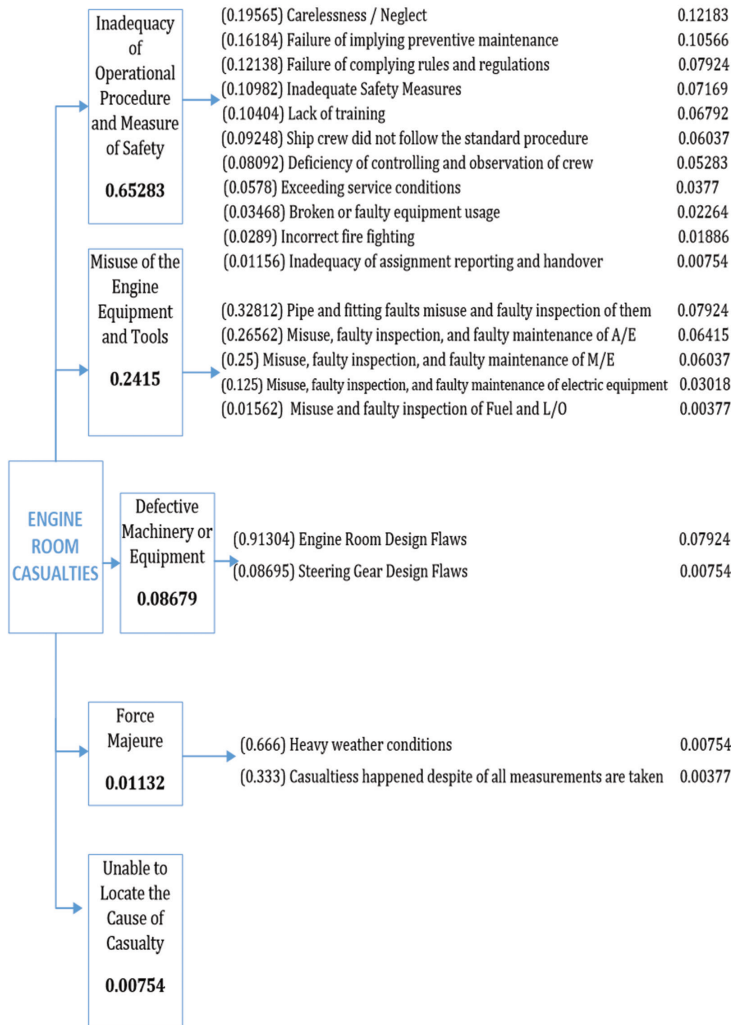 Inadequacy
of
Operational
Procedure
and Measure
of Safety
0.65283
(0.19565) Carelessness / Neglect 0.12183
(0.16184) Failure of implying preventive maintenance 0.10566
(0.12138) Failure of complying rules and regulations 0.07924
(0.10982) Inadequate Safety Measures 0.07169
(0.10404) Lack of training 0.06792
(0.09248) Ship crew did not follow the standard procedure 0.06037
(0.08092) Deficiency of controlling and observation of crew 0.05283
(0.0578) Exceeding service conditions 0.0377
(0.03468) Broken or faulty equipment usage 0.02264
(0.0289) Incorrect fire fighting 0.01886
(0.01156) Inadequacy of assignment reporting and handover 0.00754
Misuse of the
Engine
Equipment
and Tools
0.2415
(0.32812) Pipe and fitting faults misuse and faulty inspection of them 0.07924
(0.26562) Misuse, faulty inspection, and faulty maintenance of A/E 0.06415
(0.25) Misuse, faulty inspection, and faulty maintenance of M/E 0.06037
(0.125) Misuse, faulty inspection, and faulty maintenance of electric equipment 0.03018
(0.01562) Misuse and faulty inspection of Fuel and L/O 0.00377
ENGINE
ROOM
CASUALTIES
Defective
Machinery or
Equipment
0.08679
(0.91304) Engine Room Design Flaws 0.07924
(0.08695) Steering Gear Design Flaws 0.00754
Force
Majeure
0.01132
(0.666) Heavy weather conditions 0.00754
(0.333) Casualtiess happened despite of all measurements are taken 0.00377
Unable to
Locate the
Cause of
Casualty
0.00754